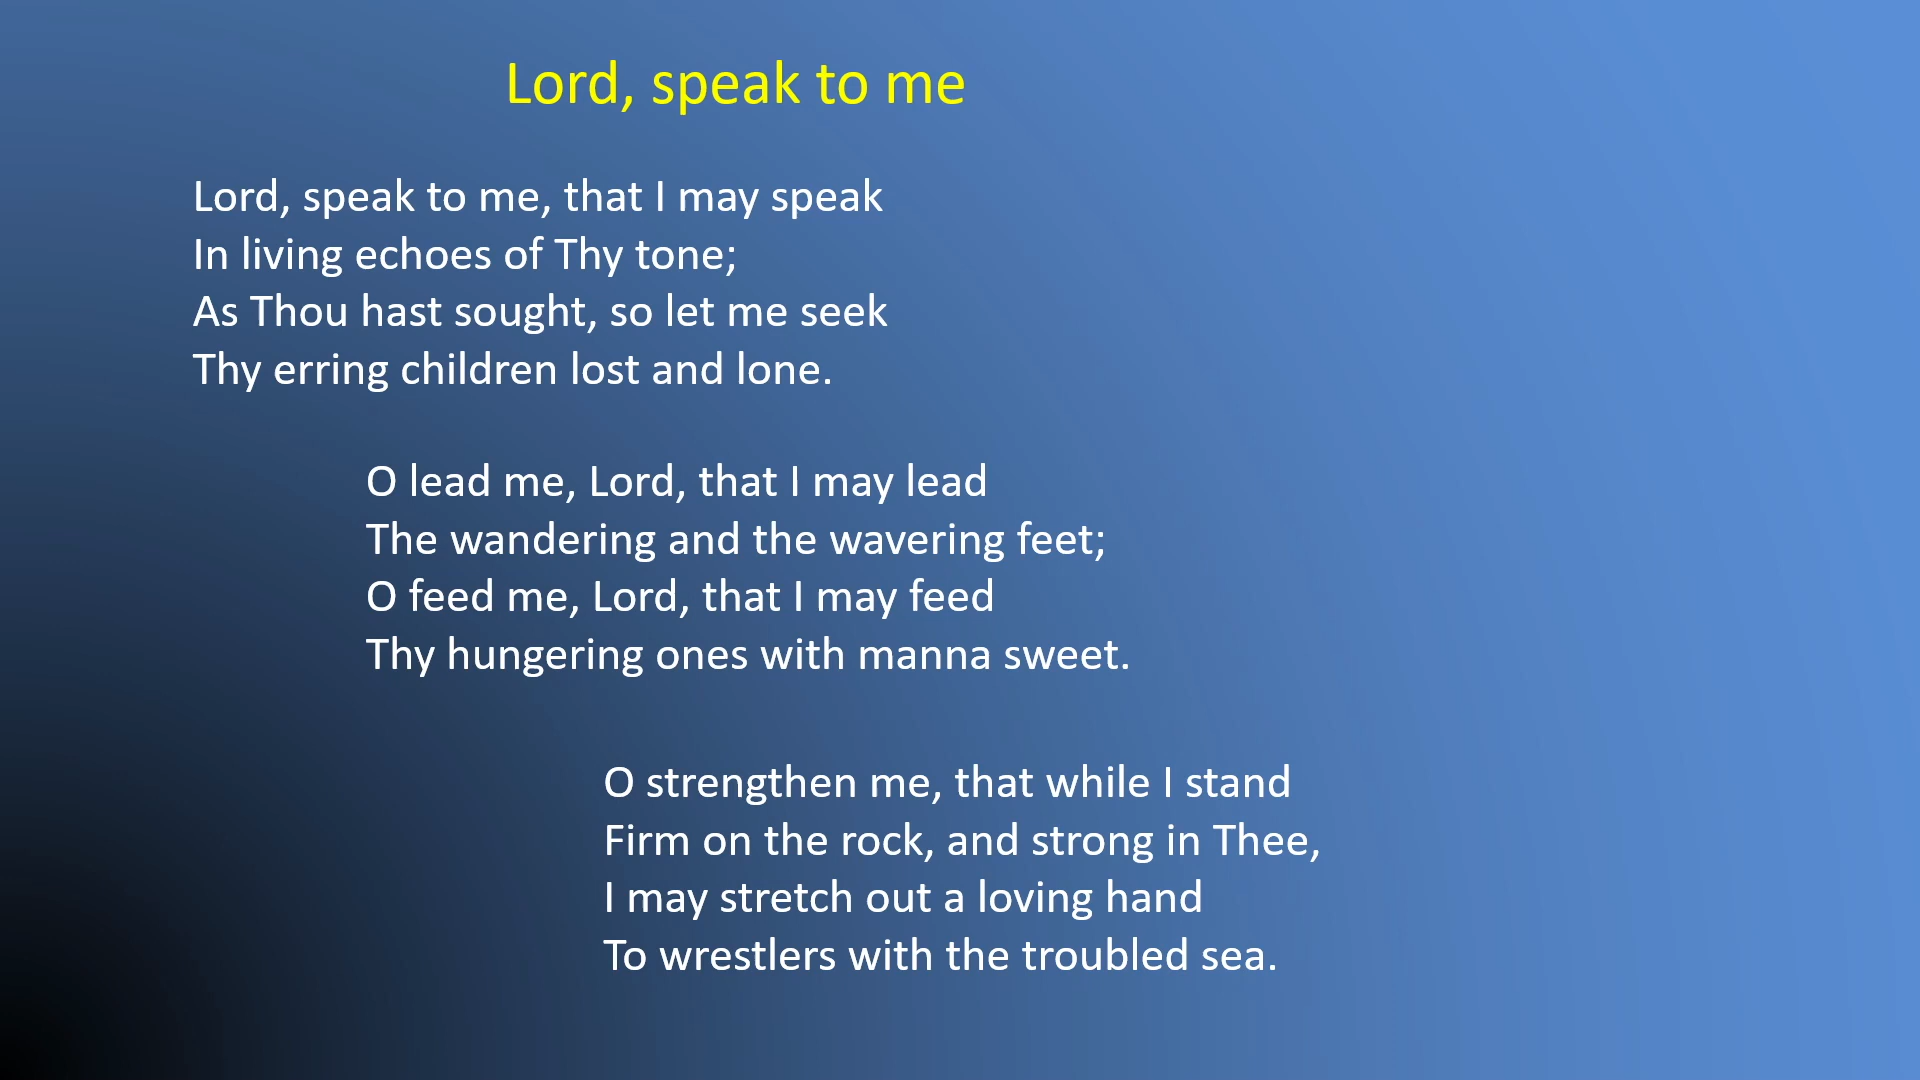 Lord, speak to me
Lord, speak to me, that I may speak
In living echoes of Thy tone;
As Thou hast sought, so let me seek
Thy erring children lost and lone.
O lead me, Lord, that I may lead
The wandering and the wavering feet;
O feed me, Lord, that I may feed
Thy hungering ones with manna sweet.
O strengthen me, that while I stand
Firm on the rock, and strong in Thee,
I may stretch out a loving hand
To wrestlers with the troubled sea.